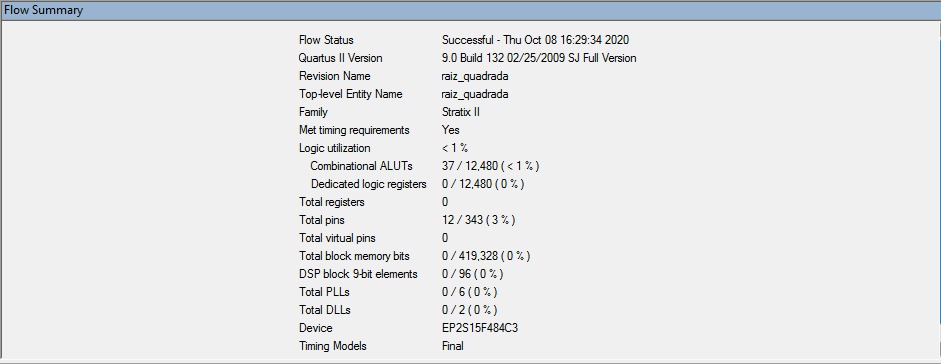 Flow Summary
Flow Status Successful - Thu Oct 08 16:29:34 2020
Quartus II Version 9.0 Build 132 02/25/2009 SJ Full Version
Revision Name raiz_quadrada
Top-level Entity Name raiz_quadrada
Family Stratix II
Met timing requirements Yes
Logic utilization < 1 %
Combinational ALUTs 37 / 12,480 ( < 1 % )
Dedicated logic registers 0 / 12,480 ( 0 % )
Total registers 0
Total pins 12 / 343 ( 3 % )
Total virtual pins 0
Total block memory bits 0 / 419,328 ( 0 % )
DSP block 9-bit elements 0 / 96 ( 0 % )
Total PLLs 0 / 6 ( 0 % )
Total DLLs 0 / 2 ( 0 % )
Device EP2S15F484C3
Timing Models Final